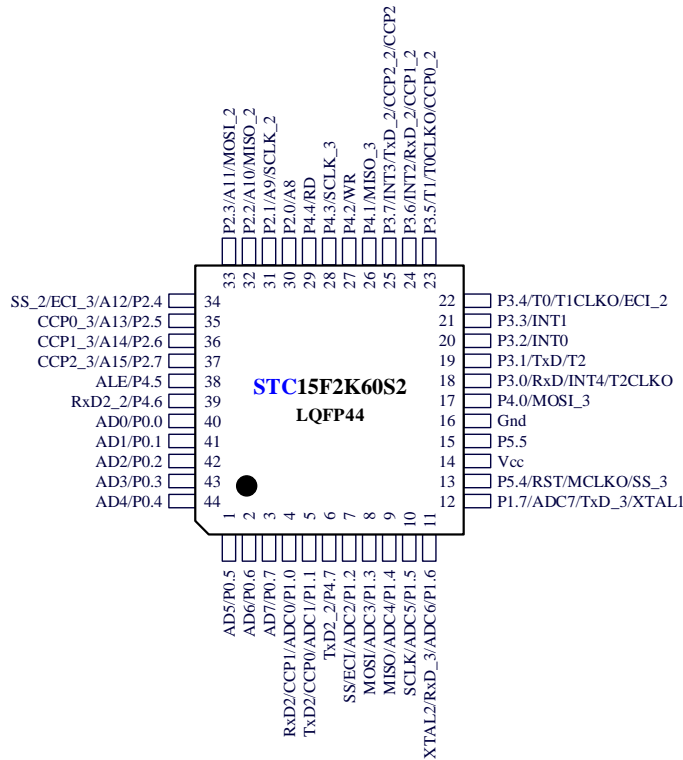 P2.3/A11/MOSI_2
P2.2/A10/MISO_2
P2.1/A9/SCLK_2
P2.0/A8
P4.4/RD
P4.3/SCLK_3
P4.2/WR
P4.1/MISO_3
P3.7/INT3/TxD_2/CCP2_2/CCP2
P3.6/INT2/RxD_2/CCP1_2
P3.5/T1/T0CLKO/CCP0_2
33
32
31
30
29
28
27
26
25
24
23
SS_2/ECI_3/A12/P2.4
34
CCP0_3/A13/P2.5
35
CCP1_3/A14/P2.6
36
CCP2_3/A15/P2.7
37
ALE/P4.5
38
RxD2_2/P4.6
39
AD0/P0.0
40
AD1/P0.1
41
AD2/P0.2
42
AD3/P0.3
43
AD4/P0.4
44
STC15F2K60S2
LQFP44
22
P3.4/T0/T1CLKO/ECI_2
21
P3.3/INT1
20
P3.2/INT0
19
P3.1/TxD/T2
18
P3.0/RxD/INT4/T2CLKO
17
P4.0/MOSI_3
16
Gnd
15
P5.5
14
Vcc
13
P5.4/RST/MCLKO/SS_3
12
P1.7/ADC7/TxD_3/XTAL1
1
2
3
4
5
6
7
8
9
10
11
AD5/P0.5
AD6/P0.6
AD7/P0.7
RxD2/CCP1/ADC0/P1.0
TxD2/CCP0/ADC1/P1.1
TxD2_2/P4.7
SS/ECI/ADC2/P1.2
MOSI/ADC3/P1.3
MISO/ADC4/P1.4
SCLK/ADC5/P1.5
XTAL2/RxD_3/ADC6/P1.6